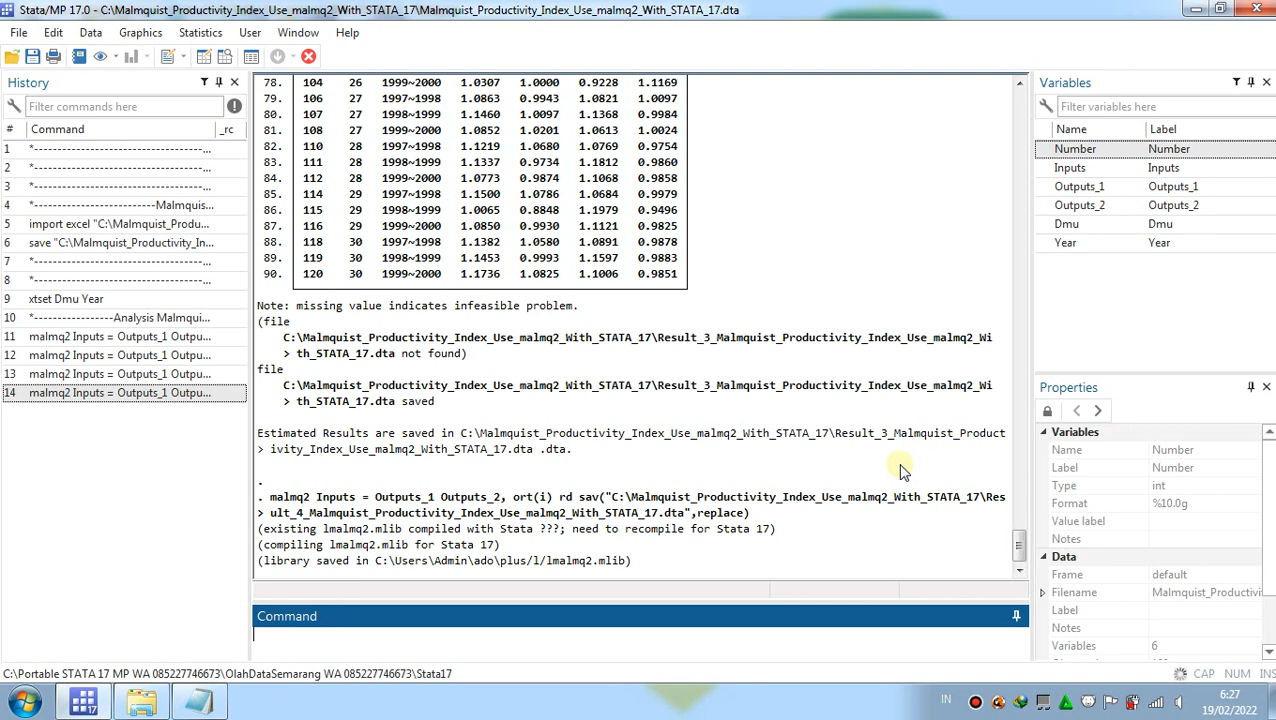 Stata/MP 17.0 - C:\Malmquist_Productivity_Index_Use_malmq2_With_STATA_17\Malmquist_Productivity_Index_Use_malmq2_With_STATA_17.dta
File Edit Data Graphics Statistics User Window Help
History
Filter commands here
# Command _rc
1 *-----------------------------------...
2 *-----------------------------------...
3 *-----------------------------------...
4 *--------------------------Malmquis...
5 import excel "C:\Malmquist_Produ...
6 save "C:\Malmquist_Productivity_In...
7 *-----------------------------------...
8 *-----------------------------------...
9 xtset Dmu Year
10 *-----------------Analysis Malmqui...
11 malmq2 Inputs = Outputs_1 Outpu...
12 malmq2 Inputs = Outputs_1 Outpu...
13 malmq2 Inputs = Outputs_1 Outpu...
14 malmq2 Inputs = Outputs_1 Outpu...
78. 104 26 1999~2000 1.0307 1.0000 0.9228 1.1169
79. 106 27 1997~1998 1.0863 0.9943 1.0821 1.0097
80. 107 27 1998~1999 1.1460 1.0097 1.1368 0.9984
81. 108 27 1999~2000 1.0852 1.0201 1.0613 1.0024
82. 110 28 1997~1998 1.1219 1.0680 1.0769 0.9754
83. 111 28 1998~1999 1.1337 0.9734 1.1812 0.9860
84. 112 28 1999~2000 1.0773 0.9874 1.1068 0.9858
85. 114 29 1997~1998 1.1500 1.0786 1.0684 0.9979
86. 115 29 1998~1999 1.0065 0.8848 1.1979 0.9496
87. 116 29 1999~2000 1.0850 0.9930 1.1121 0.9825
88. 118 30 1997~1998 1.1382 1.0580 1.0891 0.9878
89. 119 30 1998~1999 1.1453 0.9993 1.1597 0.9883
90. 120 30 1999~2000 1.1736 1.0825 1.1006 0.9851
Note: missing value indicates infeasible problem.
(file
C:\Malmquist_Productivity_Index_Use_malmq2_With_STATA_17\Result_3_Malmquist_Productivity_Index_Use_malmq2_Wi
> th_STATA_17.dta not found)
file
C:\Malmquist_Productivity_Index_Use_malmq2_With_STATA_17\Result_3_Malmquist_Productivity_Index_Use_malmq2_Wi
> th_STATA_17.dta saved
Estimated Results are saved in C:\Malmquist_Productivity_Index_Use_malmq2_With_STATA_17\Result_3_Malmquist_Product
> ivity_Index_Use_malmq2_With_STATA_17.dta .dta.
.
. malmq2 Inputs = Outputs_1 Outputs_2, ort(i) rd sav("C:\Malmquist_Productivity_Index_Use_malmq2_With_STATA_17\Res
> ult_4_Malmquist_Productivity_Index_Use_malmq2_With_STATA_17.dta",replace)
(existing lmalmq2.mlib compiled with Stata ???; need to recompile for Stata 17)
(compiling lmalmq2.mlib for Stata 17)
(library saved in C:\Users\Admin\ado\plus/l/lmalmq2.mlib)
Command
Variables
Filter variables here
Name Label
Number Number
Inputs Inputs
Outputs_1 Outputs_1
Outputs_2 Outputs_2
Dmu Dmu
Year Year
Properties
Variables
Name Number
Label Number
Type int
Format %10.0g
Value label
Notes
Data
Frame default
Filename Malmquist_Productivi
Label
Notes
Variables 6
C:\Portable STATA 17 MP WA 085227746673\OlahDataSemarang WA 085227746673\Stata17
CAP NUM INS
17
IN
6:27
19/02/2022